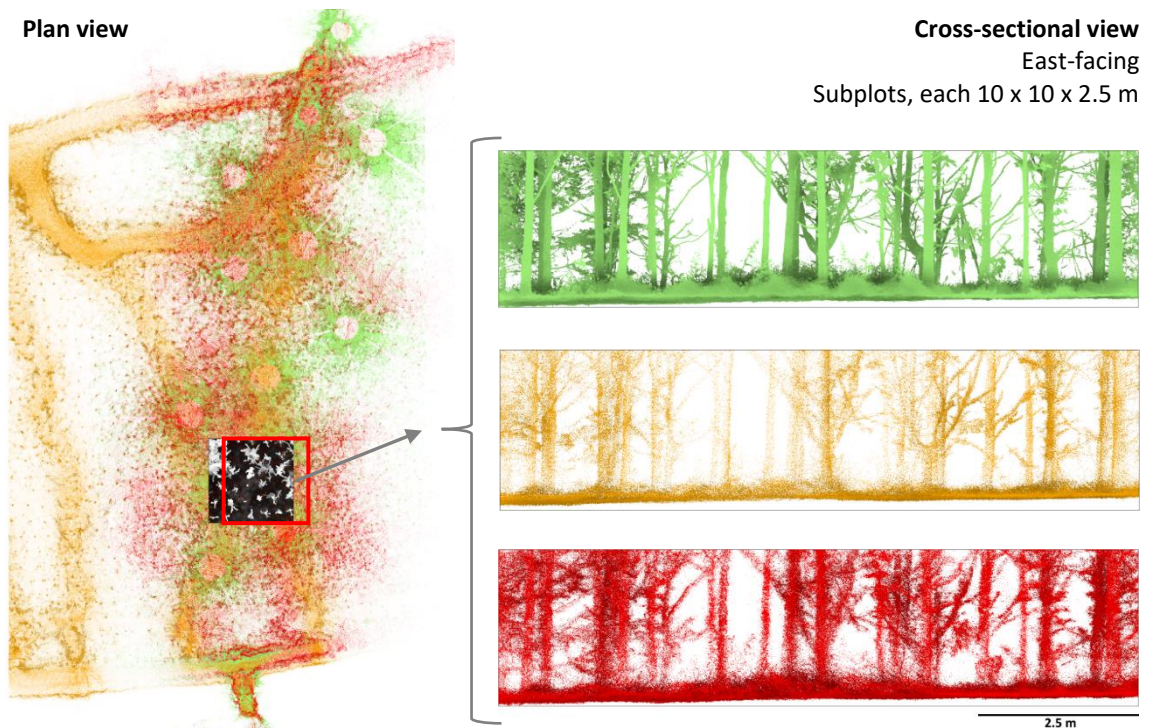 Plan view
Cross-sectional view
East-facing
Subplots, each 10 x 10 x 2.5 m
2.5 m